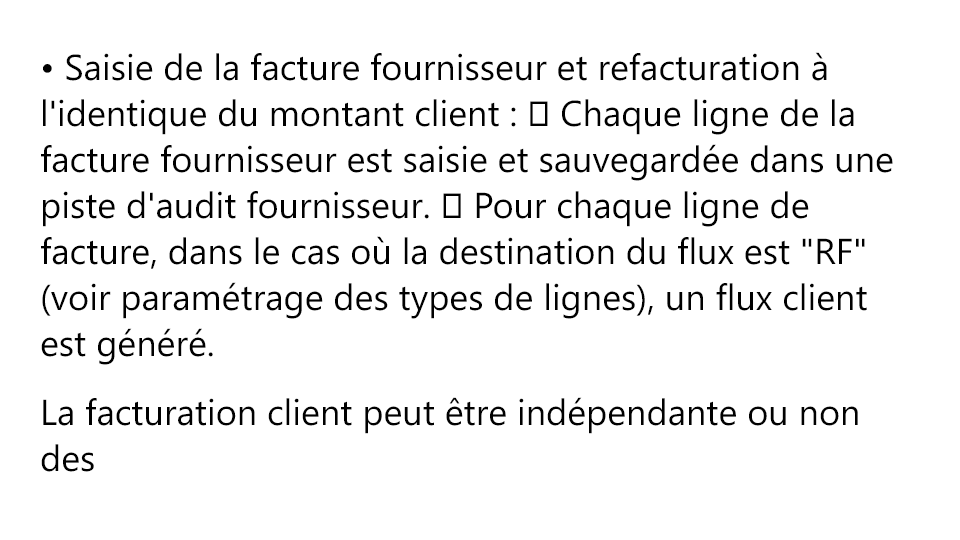 • Saisie de la facture fournisseur et refacturation à
l'identique du montant client : ▯ Chaque ligne de la
facture fournisseur est saisie et sauvegardée dans une
piste d'audit fournisseur. ▯ Pour chaque ligne de
facture, dans le cas où la destination du flux est "RF"
(voir paramétrage des types de lignes), un flux client
est généré.
La facturation client peut être indépendante ou non
des